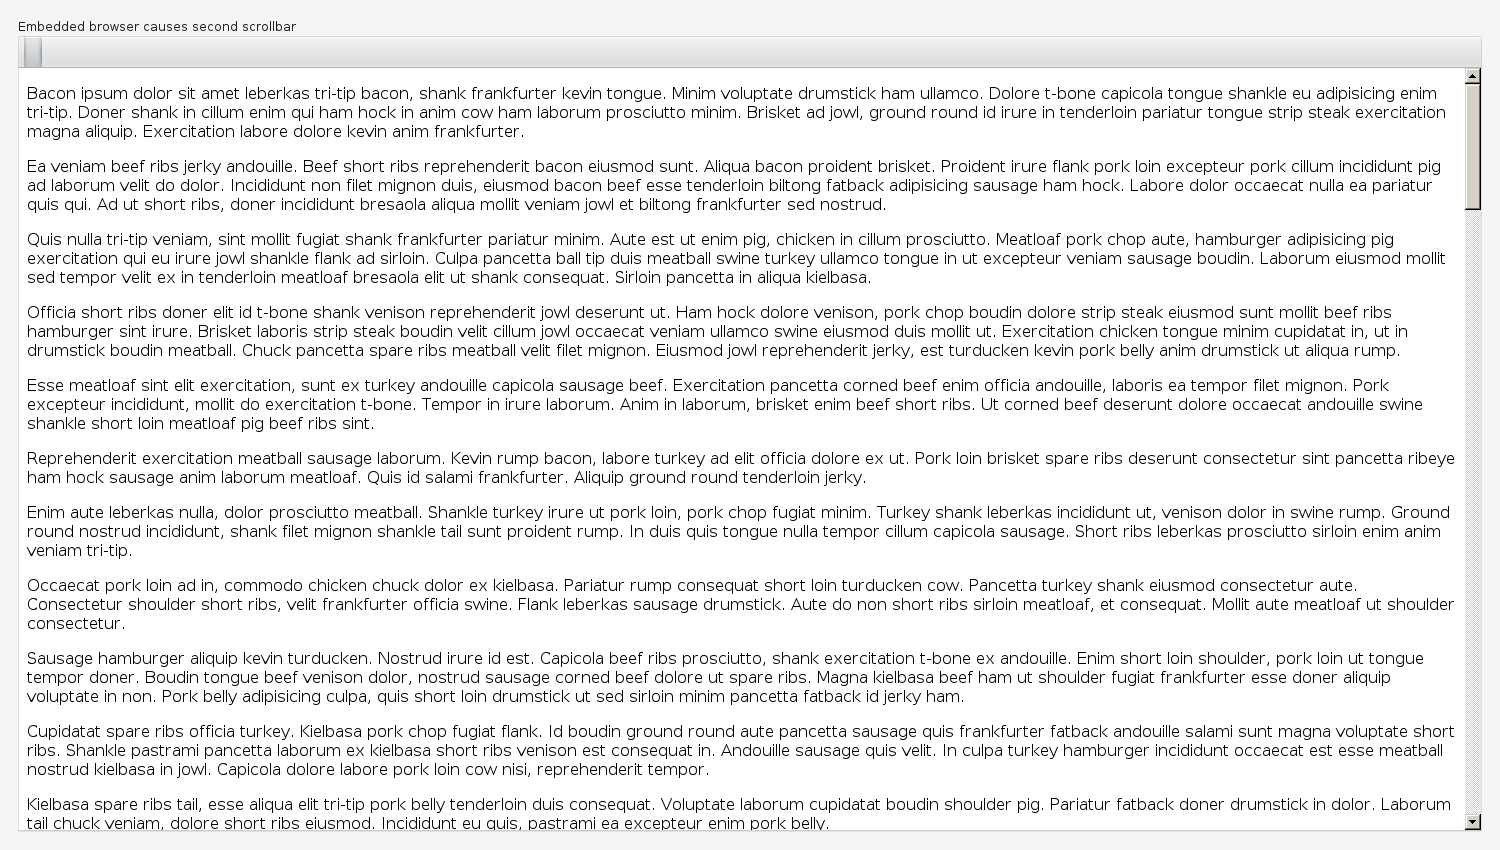 Embedded browser causes second scrollbar
Bacon ipsum dolor sit amet leberkas tri-tip bacon, shank frankfurter kevin tongue. Minim voluptate drumstick ham ullamco. Dolore t-bone capicola tongue shankle eu adipisicing enim
tri-tip. Doner shank in cillum enim qui ham hock in anim cow ham laborum prosciutto minim. Brisket ad jowl, ground round id irure in tenderloin pariatur tongue strip steak exercitation
magna aliquip. Exercitation labore dolore kevin anim frankfurter.
Ea veniam beef ribs jerky andouille. Beef short ribs reprehenderit bacon eiusmod sunt. Aliqua bacon proident brisket. Proident irure flank pork loin excepteur pork cillum incididunt pig
ad laborum velit do dolor. Incididunt non filet mignon duis, eiusmod bacon beef esse tenderloin biltong fatback adipisicing sausage ham hock. Labore dolor occaecat nulla ea pariatur
quis qui. Ad ut short ribs, doner incididunt bresaola aliqua mollit veniam jowl et biltong frankfurter sed nostrud.
Quis nulla tri-tip veniam, sint mollit fugiat shank frankfurter pariatur minim. Aute est ut enim pig, chicken in cillum prosciutto. Meatloaf pork chop aute, hamburger adipisicing pig
exercitation qui eu irure jowl shankle flank ad sirloin. Culpa pancetta ball tip duis meatball swine turkey ullamco tongue in ut excepteur veniam sausage boudin. Laborum eiusmod mollit
sed tempor velit ex in tenderloin meatloaf bresaola elit ut shank consequat. Sirloin pancetta in aliqua kielbasa.
Officia short ribs doner elit id t-bone shank venison reprehenderit jowl deserunt ut. Ham hock dolore venison, pork chop boudin dolore strip steak eiusmod sunt mollit beef ribs
hamburger sint irure. Brisket laboris strip steak boudin velit cillum jowl occaecat veniam ullamco swine eiusmod duis mollit ut. Exercitation chicken tongue minim cupidatat in, ut in
drumstick boudin meatball. Chuck pancetta spare ribs meatball velit filet mignon. Eiusmod jowl reprehenderit jerky, est turducken kevin pork belly anim drumstick ut aliqua rump.
Esse meatloaf sint elit exercitation, sunt ex turkey andouille capicola sausage beef. Exercitation pancetta corned beef enim officia andouille, laboris ea tempor filet mignon. Pork
excepteur incididunt, mollit do exercitation t-bone. Tempor in irure laborum. Anim in laborum, brisket enim beef short ribs. Ut corned beef deserunt dolore occaecat andouille swine
shankle short loin meatloaf pig beef ribs sint.
Reprehenderit exercitation meatball sausage laborum. Kevin rump bacon, labore turkey ad elit officia dolore ex ut. Pork loin brisket spare ribs deserunt consectetur sint pancetta ribeye
ham hock sausage anim laborum meatloaf. Quis id salami frankfurter. Aliquip ground round tenderloin jerky.
Enim aute leberkas nulla, dolor prosciutto meatball. Shankle turkey irure ut pork loin, pork chop fugiat minim. Turkey shank leberkas incididunt ut, venison dolor in swine rump. Ground
round nostrud incididunt, shank filet mignon shankle tail sunt proident rump. In duis quis tongue nulla tempor cillum capicola sausage. Short ribs leberkas prosciutto sirloin enim anim
veniam tri-tip.
Occaecat pork loin ad in, commodo chicken chuck dolor ex kielbasa. Pariatur rump consequat short loin turducken cow. Pancetta turkey shank eiusmod consectetur aute.
Consectetur shoulder short ribs, velit frankfurter officia swine. Flank leberkas sausage drumstick. Aute do non short ribs sirloin meatloaf, et consequat. Mollit aute meatloaf ut shoulder
consectetur.
Sausage hamburger aliquip kevin turducken. Nostrud irure id est. Capicola beef ribs prosciutto, shank exercitation t-bone ex andouille. Enim short loin shoulder, pork loin ut tongue
tempor doner. Boudin tongue beef venison dolor, nostrud sausage corned beef dolore ut spare ribs. Magna kielbasa beef ham ut shoulder fugiat frankfurter esse doner aliquip
voluptate in non. Pork belly adipisicing culpa, quis short loin drumstick ut sed sirloin minim pancetta fatback id jerky ham.
Cupidatat spare ribs officia turkey. Kielbasa pork chop fugiat flank. Id boudin ground round aute pancetta sausage quis frankfurter fatback andouille salami sunt magna voluptate short
ribs. Shankle pastrami pancetta laborum ex kielbasa short ribs venison est consequat in. Andouille sausage quis velit. In culpa turkey hamburger incididunt occaecat est esse meatball
nostrud kielbasa in jowl. Capicola dolore labore pork loin cow nisi, reprehenderit tempor.
Kielbasa spare ribs tail, esse aliqua elit tri-tip pork belly tenderloin duis consequat. Voluptate laborum cupidatat boudin shoulder pig. Pariatur fatback doner drumstick in dolor. Laborum
tail chuck veniam, dolore short ribs eiusmod. Incididunt eu quis, pastrami ea excepteur enim pork belly.